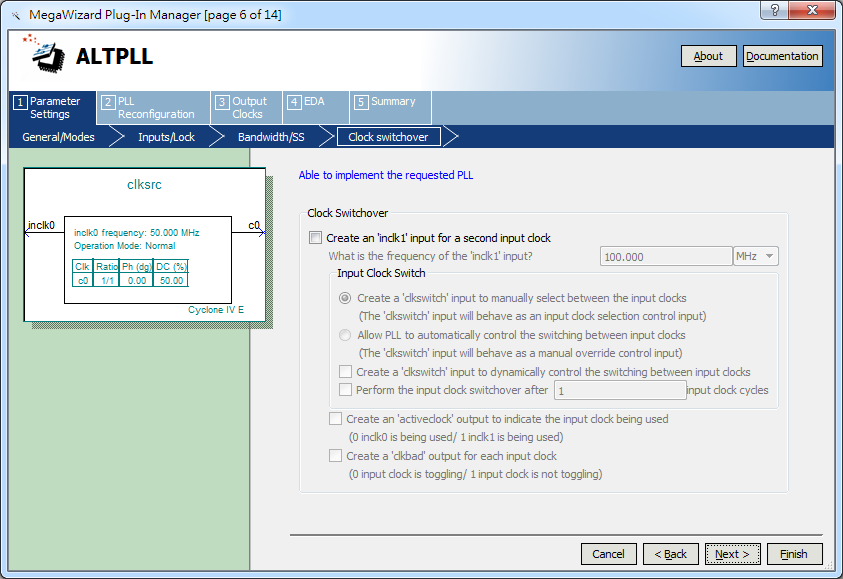 MegaWizard Plug-In Manager [page 6 of 14]
?
ALTPLL
About
Documentation
1 Parameter Settings
2 PLL Reconfiguration
3 Output Clocks
4 EDA
5 Summary
General/Modes
Inputs/Lock
Bandwidth/SS
Clock switchover
clksrc
inclk0
c0
inclk0 frequency: 50.000 MHz
Operation Mode: Normal
Clk Ratio Ph (dg) DC (%)
c0 1/1 0.00 50.00
Cyclone IV E
Able to implement the requested PLL
Clock Switchover
Create an 'inclk1' input for a second input clock
What is the frequency of the 'inclk1' input?
100.000
MHz
Input Clock Switch
Create a 'clkswitch' input to manually select between the input clocks
(The 'clkswitch' input will behave as an input clock selection control input)
Allow PLL to automatically control the switching between input clocks
(The 'clkswitch' input will behave as a manual override control input)
Create a 'clkswitch' input to dynamically control the switching between input clocks
Perform the input clock switchover after 1 input clock cycles
Create an 'activeclock' output to indicate the input clock being used
(0 inclk0 is being used/ 1 inclk1 is being used)
Create a 'clkbad' output for each input clock
(0 input clock is toggling/ 1 input clock is not toggling)
Cancel
< Back
Next >
Finish